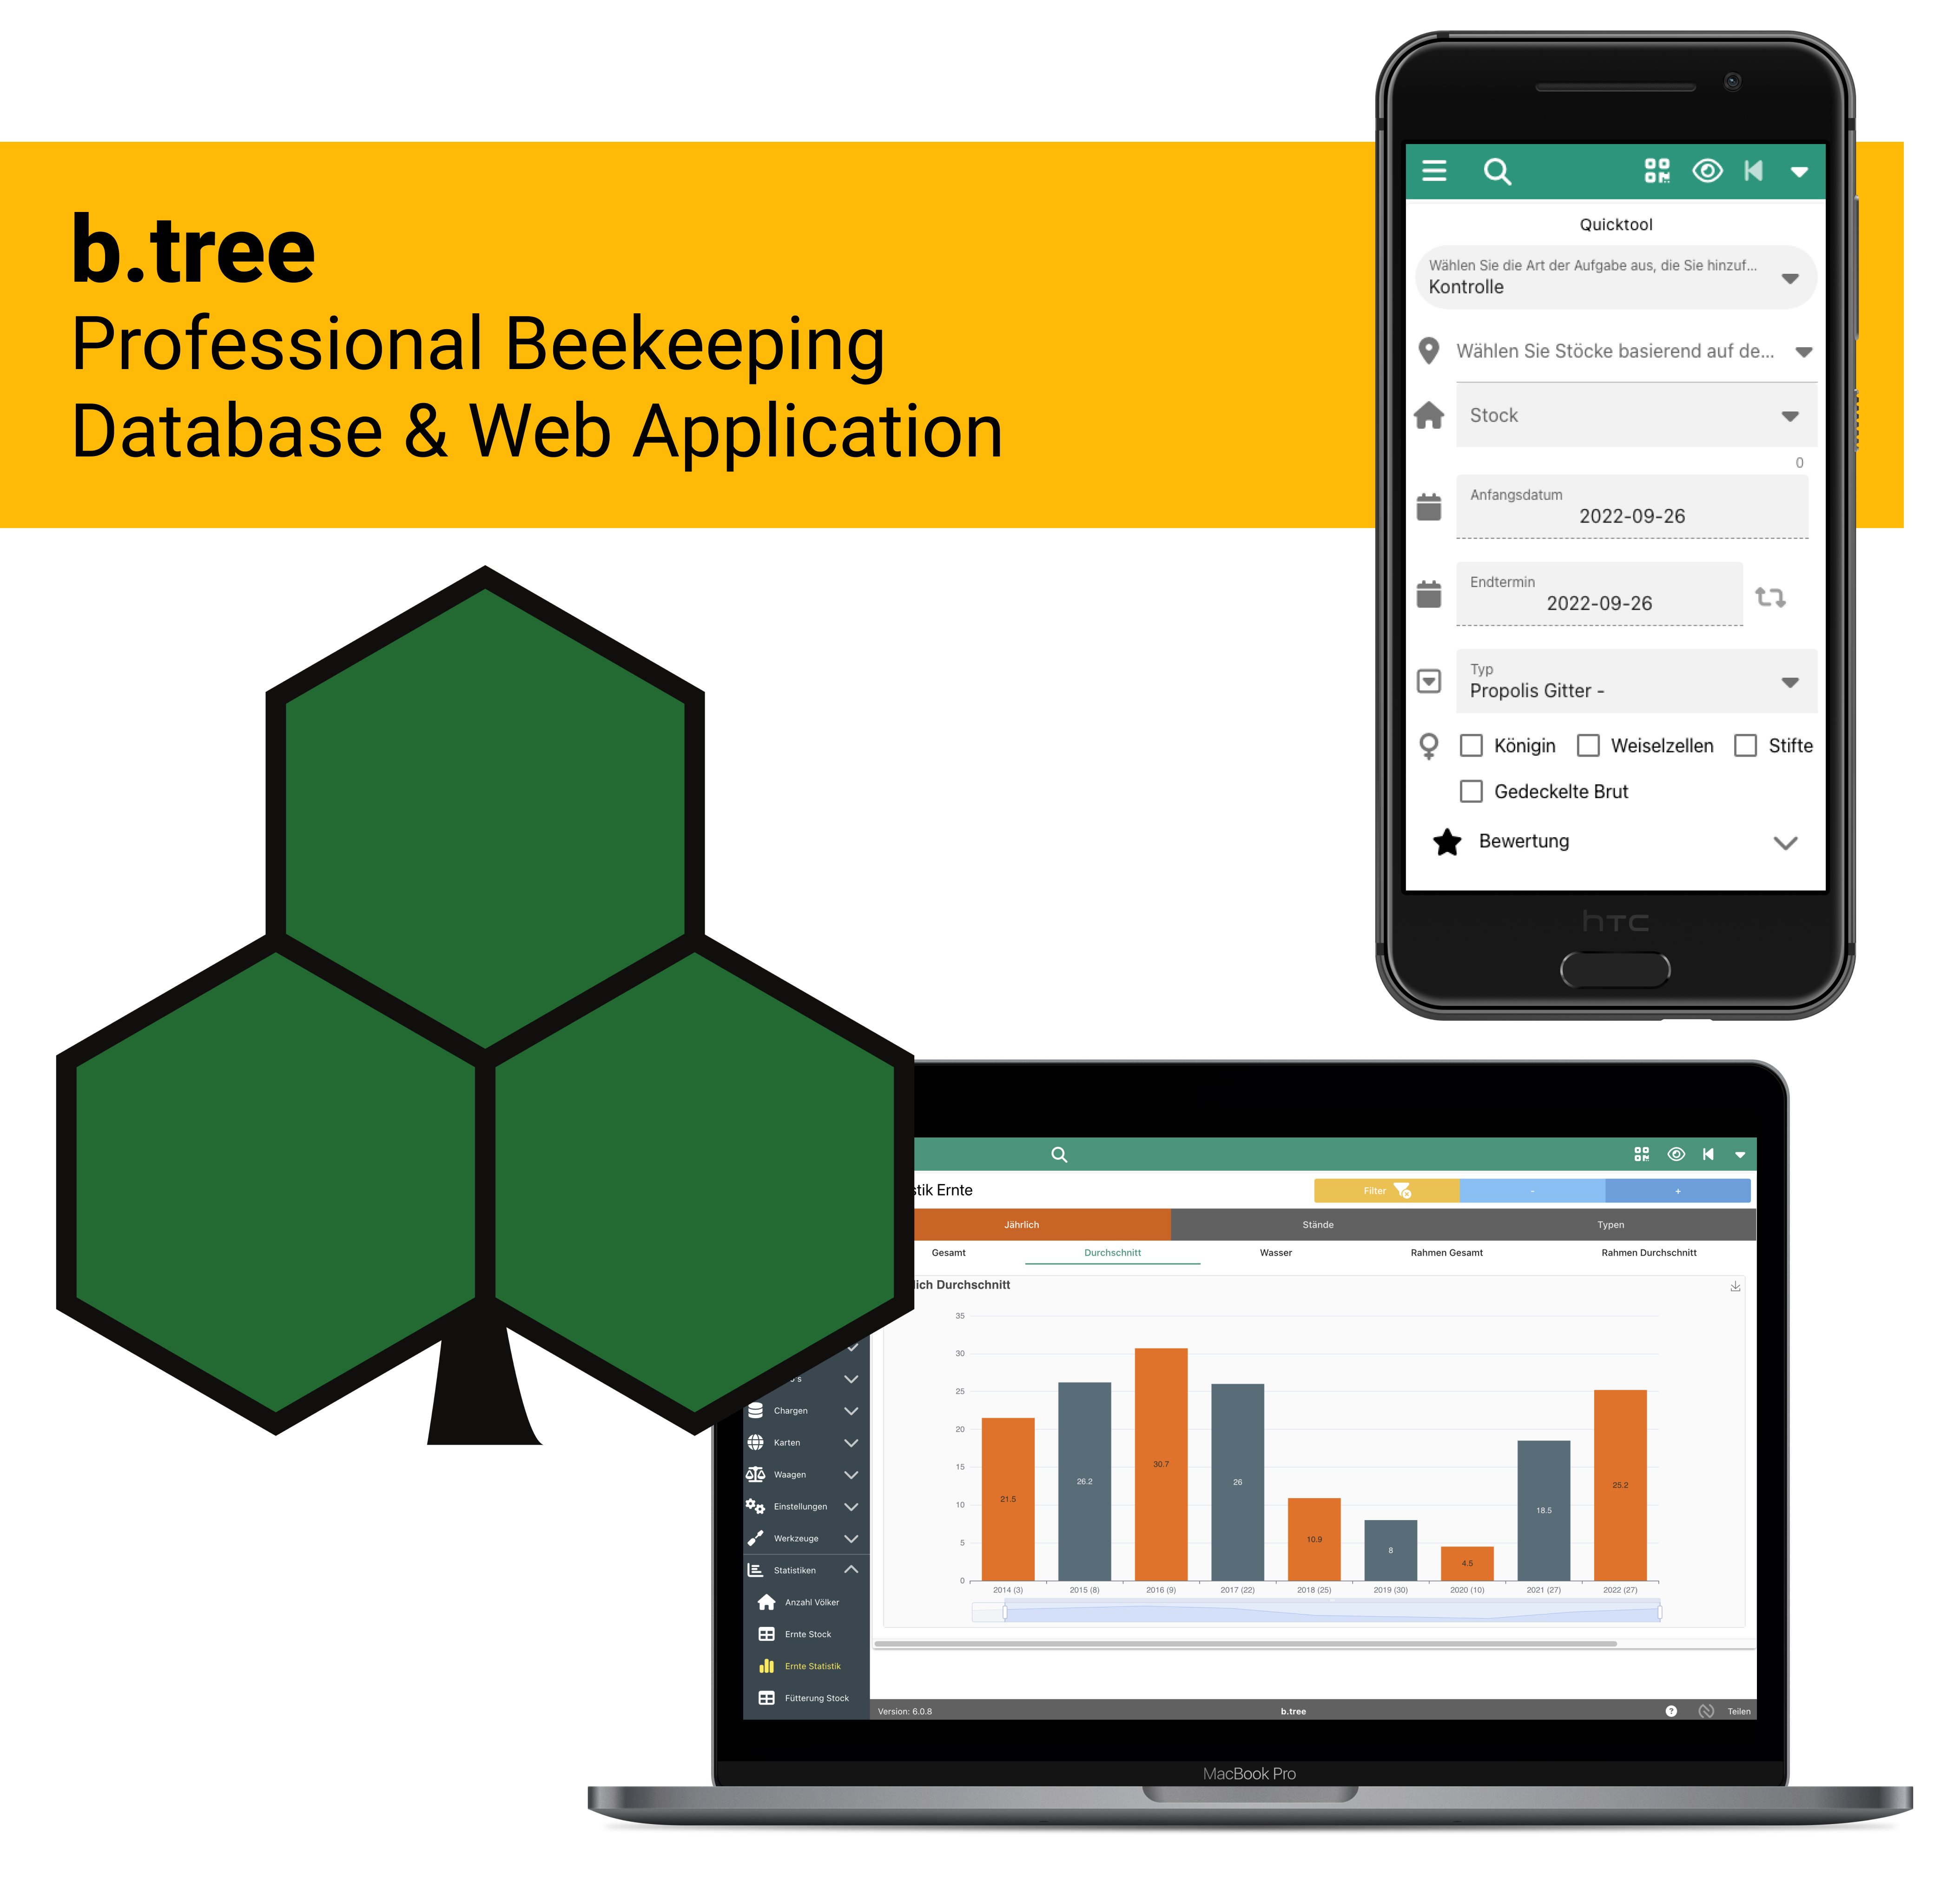 b.tree
Professional Beekeeping
Database & Web Application
Quicktool
Wählen Sie die Art der Aufgabe aus, die Sie hinzuf...
Kontrolle
Wählen Sie Stöcke basierend auf de...
Stock
0
Anfangsdatum
2022-09-26
Endtermin
2022-09-26
Typ
Propolis Gitter -
Königin Weiselzellen Stifte
Gedeckelte Brut
Bewertung
htc
stik Ernte
Filter - +
Jährlich Stände Typen
Gesamt Durchschnitt Wasser Rahmen Gesamt Rahmen Durchschnitt
lich Durchschnitt
35
30
25
20
15
10
5
0
21.5 26.2 30.7 26 10.9 8 4.5 18.5 25.2
2014 (3) 2015 (8) 2016 (9) 2017 (22) 2018 (25) 2019 (30) 2020 (10) 2021 (27) 2022 (27)
Chargen
Karten
Waagen
Einstellungen
Werkzeuge
Statistiken
Anzahl Völker
Ernte Stock
Ernte Statistik
Fütterung Stock
Version: 6.0.8 b.tree ? Teilen
MacBook Pro